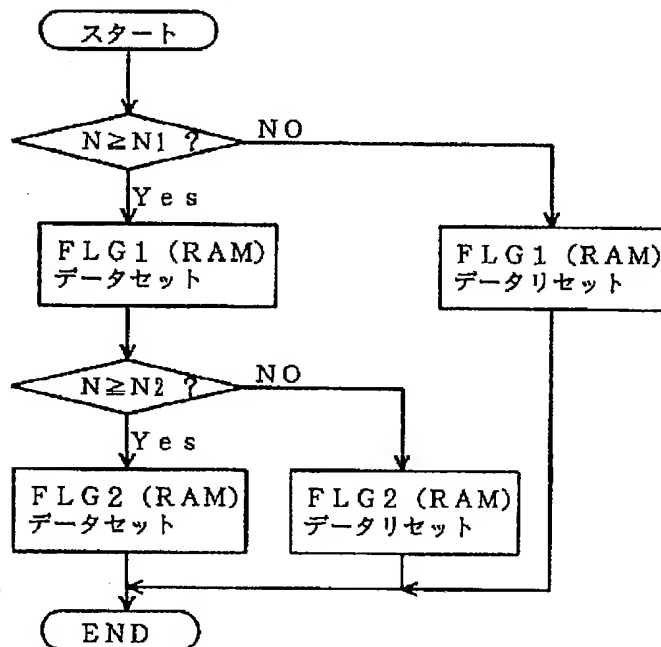 スタート
N≧N1 ?
NO
Yes
FLG1 (RAM)
データセット
FLG1 (RAM)
データリセット
N≧N2 ?
NO
Yes
FLG2 (RAM)
データセット
FLG2 (RAM)
データリセット
END